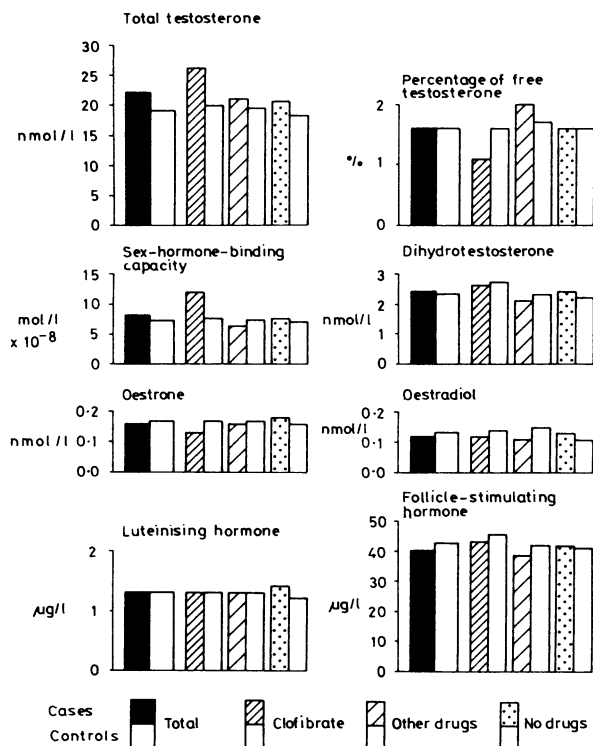 Total testosterone
30
25
20
nmol/l
15
10
5
0
Percentage of free
testosterone
2
1
%
0
Sex-hormone-binding
capacity
15
mol/l
10
x 10⁻⁸
5
0
Dihydrotestosterone
3
2
nmol/l
1
0
Oestrone
0·2
nmol/l
0·1
0·0
Oestradiol
0·2
nmol/l
0·1
0·0
Luteinising hormone
2
1
µg/l
0
Follicle-stimulating
hormone
50
40
30
µg/l
20
10
0
Cases
Controls
Total
Clofibrate
Other drugs
No drugs